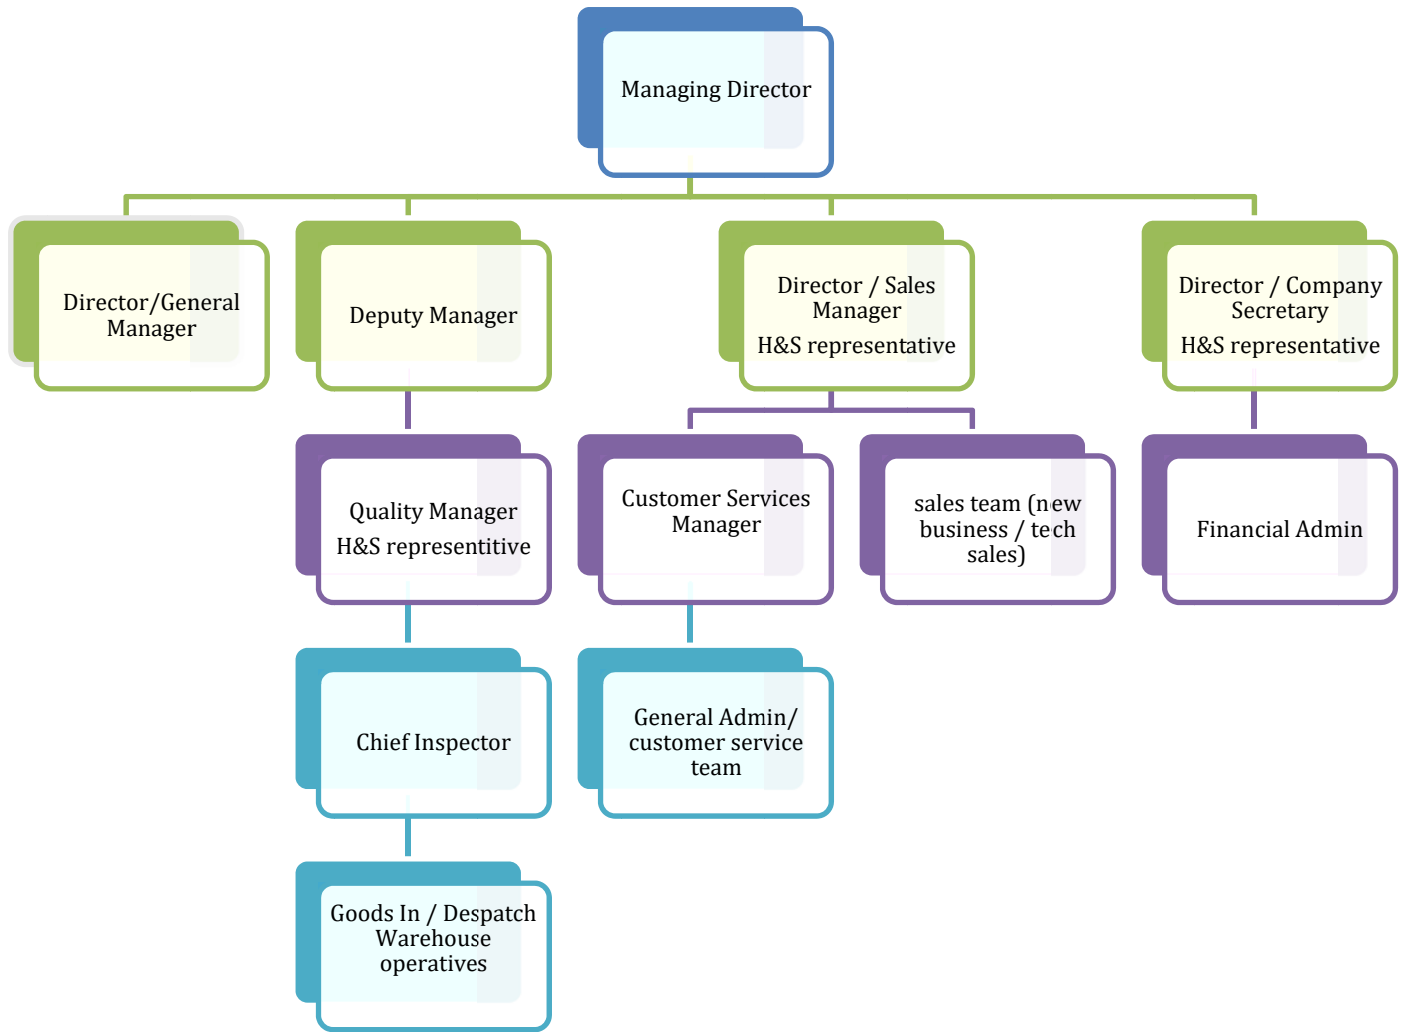 Managing Director
Director/General
Manager
Deputy Manager
Director / Sales
Manager
H&S representative
Director / Company
Secretary
H&S representative
Quality Manager
H&S representitive
Customer Services
Manager
sales team (new
business / tech
sales)
Financial Admin
Chief Inspector
General Admin/
customer service
team
Goods In / Despatch
Warehouse
operatives